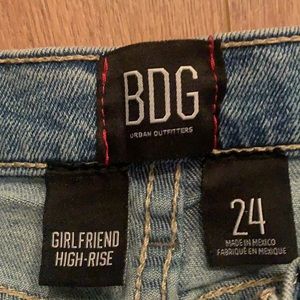 BDG
URBAN OUTFITTERS
GIRLFRIEND
HIGH-RISE
24
MADE IN MEXICO
FABRIQUÉ EN MEXIQUE